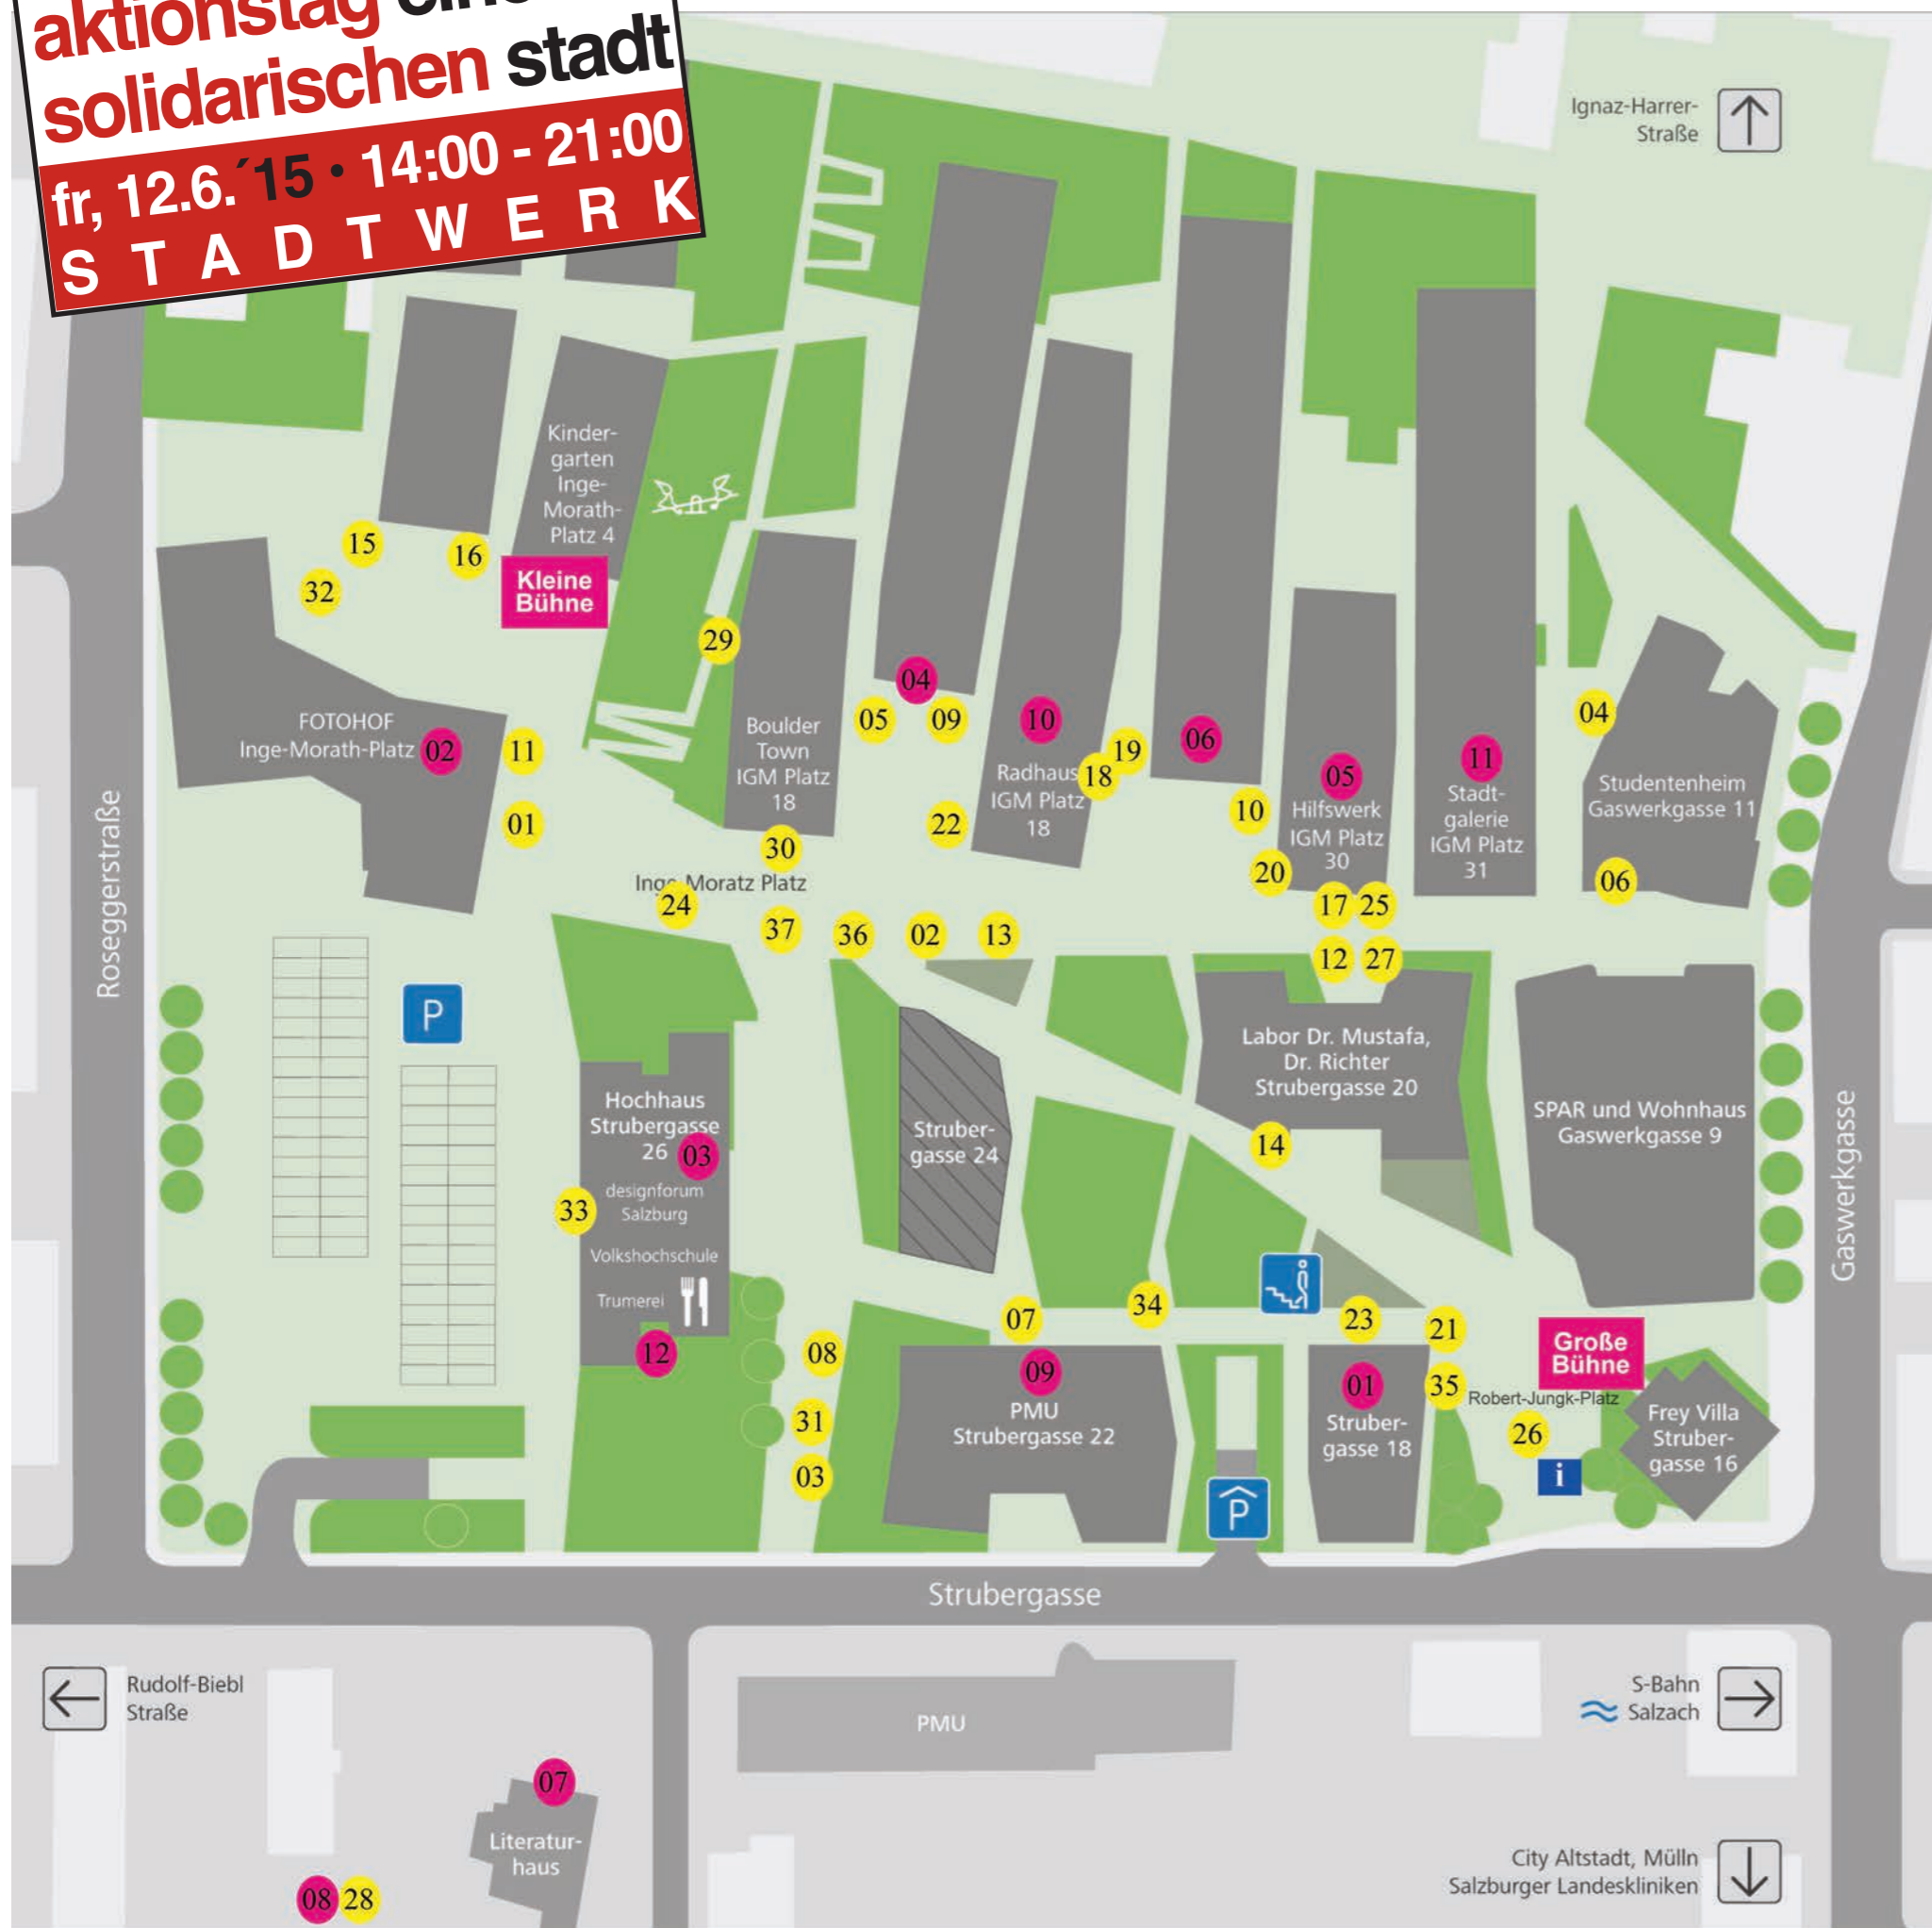 aktionstag
solidarischen stadt
fr, 12.6.´15 • 14:00 - 21:00
STADTWERK
Ignaz-Harrer-
Straße
Kinder-
garten
Inge-
Morath-
Platz 4
15
16
32
Kleine
Bühne
29
04
05
09
10
06
19
18
04
FOTOHOF
Inge-Morath-Platz 02
11
01
Boulder
Town
IGM Platz
18
Radhaus
IGM Platz
18
22
10
05
Hilfswerk
IGM Platz
30
11
Stadt-
galerie
IGM Platz
31
Studentenheim
Gaswerkgasse 11
06
30
20
17 25
Inge Moratz Platz
24
37
36
02
13
12 27
Roseggerstraße
P
Hochhaus
Strubergasse
26 03
designforum
Salzburg
Volkshochschule
Trumerei
33
12
Struber-
gasse 24
Labor Dr. Mustafa,
Dr. Richter
Strubergasse 20
14
SPAR und Wohnhaus
Gaswerkgasse 9
Gaswerkgasse
07
34
23
21
08
31
03
09
PMU
Strubergasse 22
01
Struber-
gasse 18
35
Große
Bühne
Robert-Jungk-Platz
26
i
Frey Villa
Struber-
gasse 16
P
Strubergasse
Rudolf-Biebl
Straße
PMU
S-Bahn
Salzach
07
Literatur-
haus
08 28
City Altstadt, Mülln
Salzburger Landeskliniken